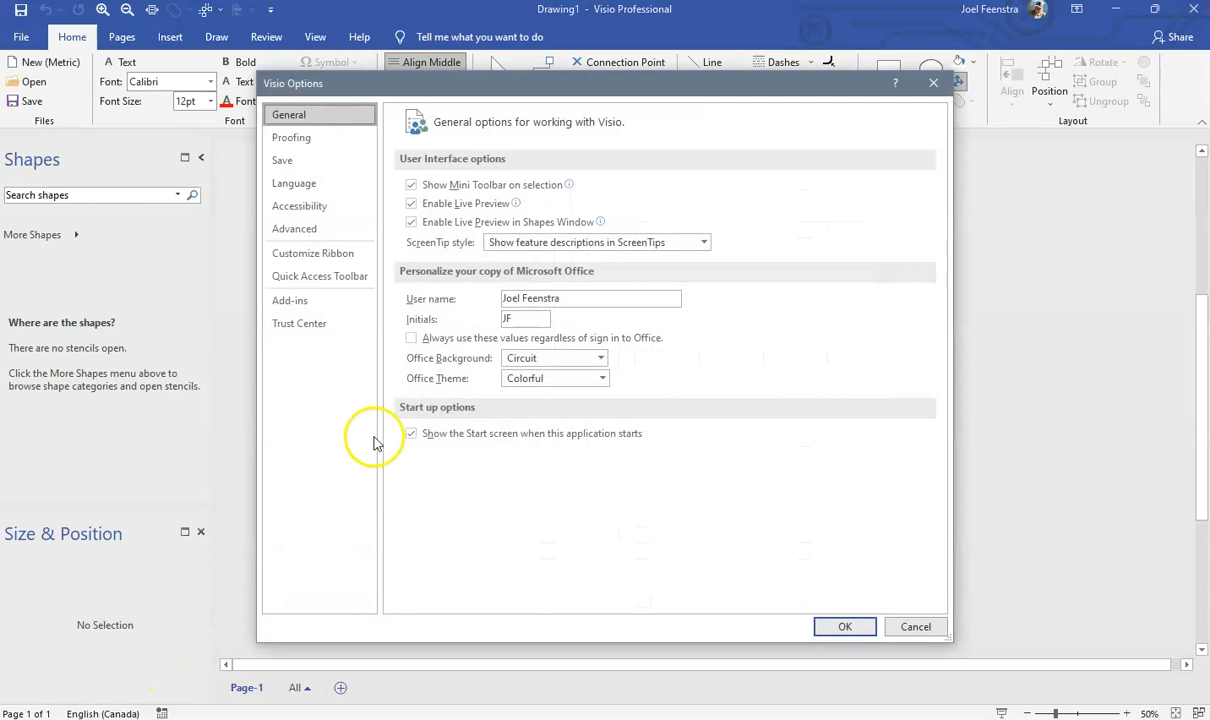 Drawing1 - Visio Professional
Joel Feenstra
File Home Pages Insert Draw Review View Help Tell me what you want to do Share
New (Metric)
Open
Save
Files
Text
Font: Calibri
Font Size: 12pt
Bold
Text
Font
Symbol
Align Middle
Connection Point
Line
Dashes
Align
Position
Rotate
Group
Ungroup
Layout
Shapes
Search shapes
More Shapes
Where are the shapes?
There are no stencils open.
Click the More Shapes menu above to
browse shape categories and open stencils.
Size & Position
No Selection
Visio Options
?
General
Proofing
Save
Language
Accessibility
Advanced
Customize Ribbon
Quick Access Toolbar
Add-ins
Trust Center
General options for working with Visio.
User Interface options
Show Mini Toolbar on selection
Enable Live Preview
Enable Live Preview in Shapes Window
ScreenTip style: Show feature descriptions in ScreenTips
Personalize your copy of Microsoft Office
User name: Joel Feenstra
Initials: JF
Always use these values regardless of sign in to Office.
Office Background: Circuit
Office Theme: Colorful
Start up options
Show the Start screen when this application starts
OK Cancel
Page-1 All
Page 1 of 1 English (Canada) 50%